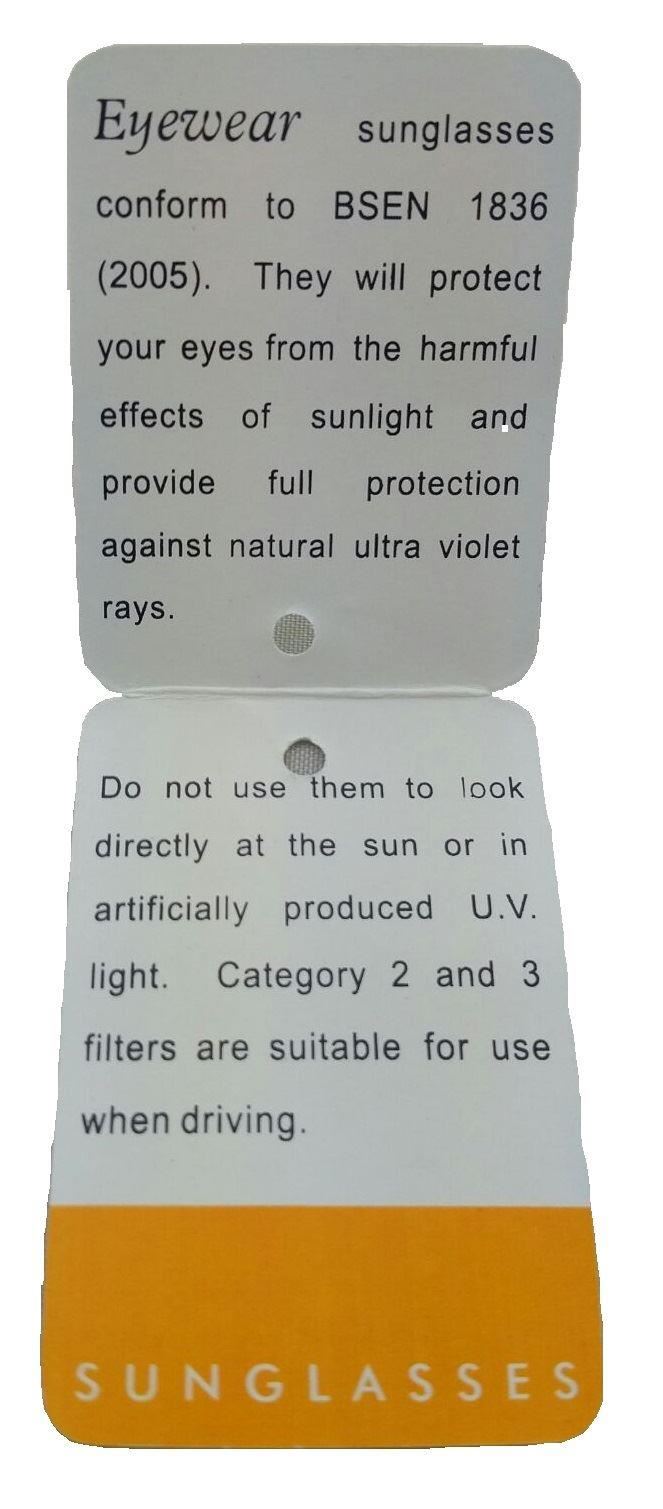 Eyewear sunglasses
conform to BSEN 1836
(2005). They will protect
your eyes from the harmful
effects of sunlight and
provide full protection
against natural ultra violet
rays.
Do not use them to look
directly at the sun or in
artificially produced U.V.
light. Category 2 and 3
filters are suitable for use
when driving.
SUNGLASSES